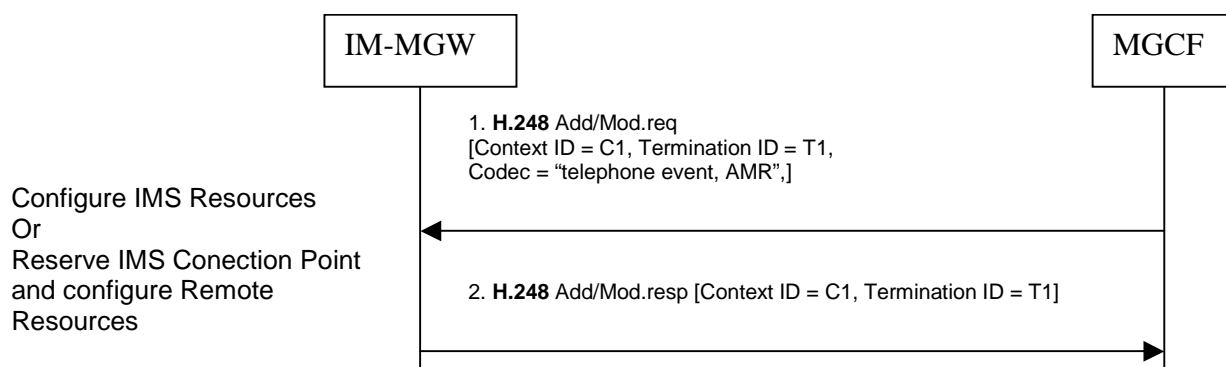 IM-MGW
MGCF
1. H.248 Add/Mod.req
[Context ID = C1, Termination ID = T1,
Codec = “telephone event, AMR”,]
Configure IMS Resources
Or
Reserve IMS Conection Point
and configure Remote
Resources
2. H.248 Add/Mod.resp [Context ID = C1, Termination ID = T1]